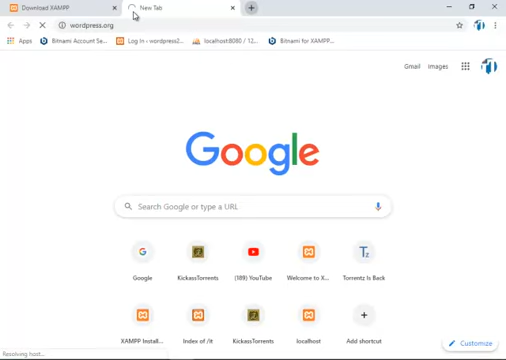 Download XAMPP
New Tab
wordpress.org
Apps
Bitnami Account Se...
Log In ‹ wordpress2...
localhost:8080 / 12...
Bitnami for XAMPP...
Gmail
Images
Google
Search Google or type a URL
Google
KickassTorrents
(189) YouTube
Welcome to X...
Torrentz Is Back
XAMPP Install...
Index of /it
KickassTorrents
localhost
Add shortcut
Customize
Resolving host...